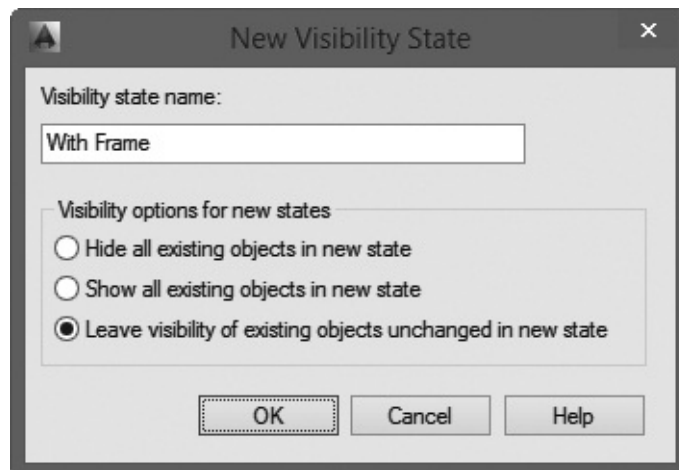 New Visibility State
Visibility state name:
With Frame
Visibility options for new states
Hide all existing objects in new state
Show all existing objects in new state
Leave visibility of existing objects unchanged in new state
OK Cancel Help